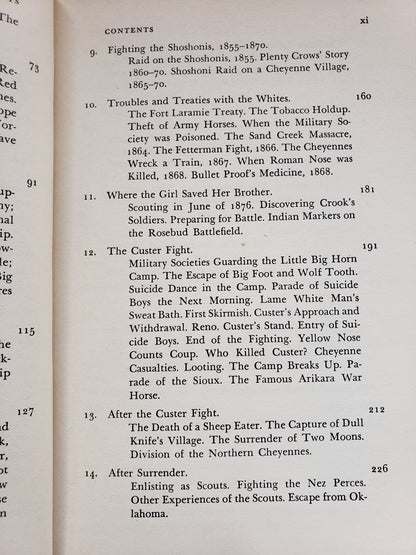 CONTENTS xi
9. Fighting the Shoshonis, 1855–1870.
Raid on the Shoshonis, 1855. Plenty Crows' Story
1860–70. Shoshoni Raid on a Cheyenne Village,
1865–70.
10. Troubles and Treaties with the Whites. 160
The Fort Laramie Treaty. The Tobacco Holdup.
Theft of Army Horses. When the Military So-
ciety was Poisoned. The Sand Creek Massacre,
1864. The Fetterman Fight, 1866. The Cheyennes
Wreck a Train, 1867. When Roman Nose was
Killed, 1868. Bullet Proof's Medicine, 1868.
11. Where the Girl Saved Her Brother. 181
Scouting in June of 1876. Discovering Crook's
Soldiers. Preparing for Battle. Indian Markers on
the Rosebud Battlefield.
12. The Custer Fight. 191
Military Societies Guarding the Little Big Horn
Camp. The Escape of Big Foot and Wolf Tooth.
Suicide Dance in the Camp. Parade of Suicide
Boys the Next Morning. Lame White Man's
Sweat Bath. First Skirmish. Custer's Approach and
Withdrawal. Reno. Custer's Stand. Entry of Sui-
cide Boys. End of the Fighting. Yellow Nose
Counts Coup. Who Killed Custer? Cheyenne
Casualties. Looting. The Camp Breaks Up. Pa-
rade of the Sioux. The Famous Arikara War
Horse.
13. After the Custer Fight. 212
The Death of a Sheep Eater. The Capture of Dull
Knife's Village. The Surrender of Two Moons.
Division of the Northern Cheyennes.
14. After Surrender. 226
Enlisting as Scouts. Fighting the Nez Perces.
Other Experiences of the Scouts. Escape from Ok-
lahoma.
73
91
115
127